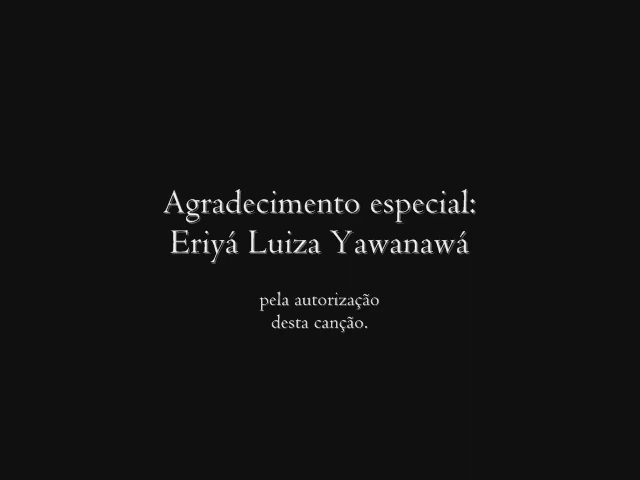 Agradecimento especial:
Eriyá Luiza Yawanawá
pela autorização
desta canção.